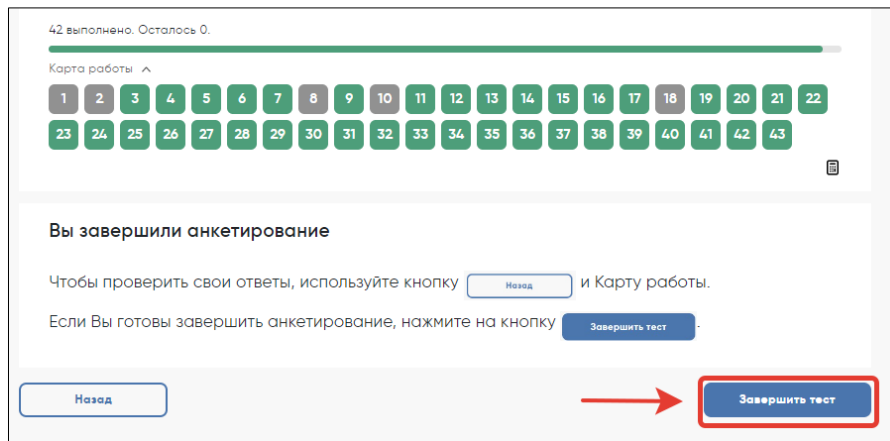 42 выполнено. Осталось 0.
Карта работы
1 2 3 4 5 6 7 8 9 10 11 12 13 14 15 16 17 18 19 20 21 22
23 24 25 26 27 28 29 30 31 32 33 34 35 36 37 38 39 40 41 42 43
Вы завершили анкетирование
Чтобы проверить свои ответы, используйте кнопку Назад и Карту работы.
Если Вы готовы завершить анкетирование, нажмите на кнопку Завершить тест .
Назад Завершить тест